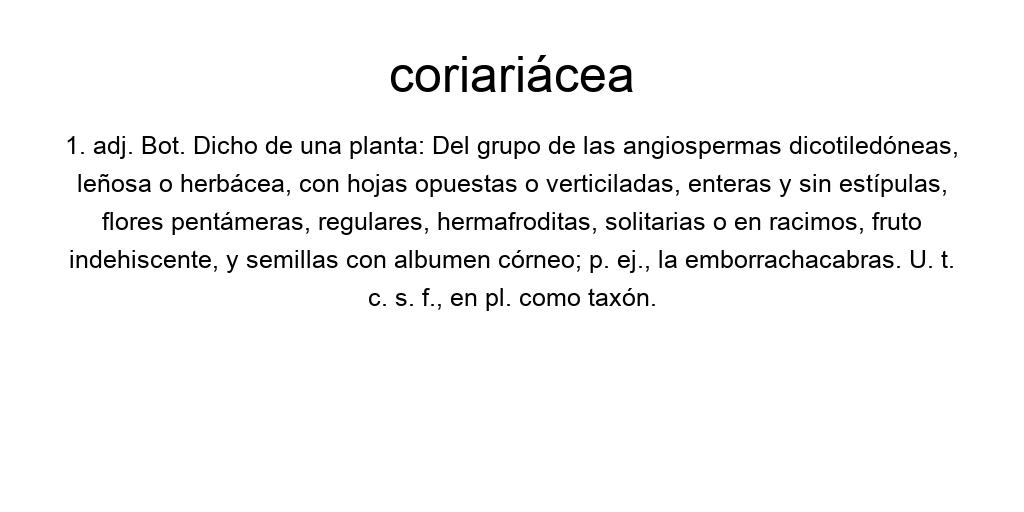 coriariácea
1. adj. Bot. Dicho de una planta: Del grupo de las angiospermas dicotiledóneas,
leñosa o herbácea, con hojas opuestas o verticiladas, enteras y sin estípulas,
flores pentámeras, regulares, hermafroditas, solitarias o en racimos, fruto
indehiscente, y semillas con albumen córneo; p. ej., la emborrachacabras. U. t.
c. s. f., en pl. como taxón.